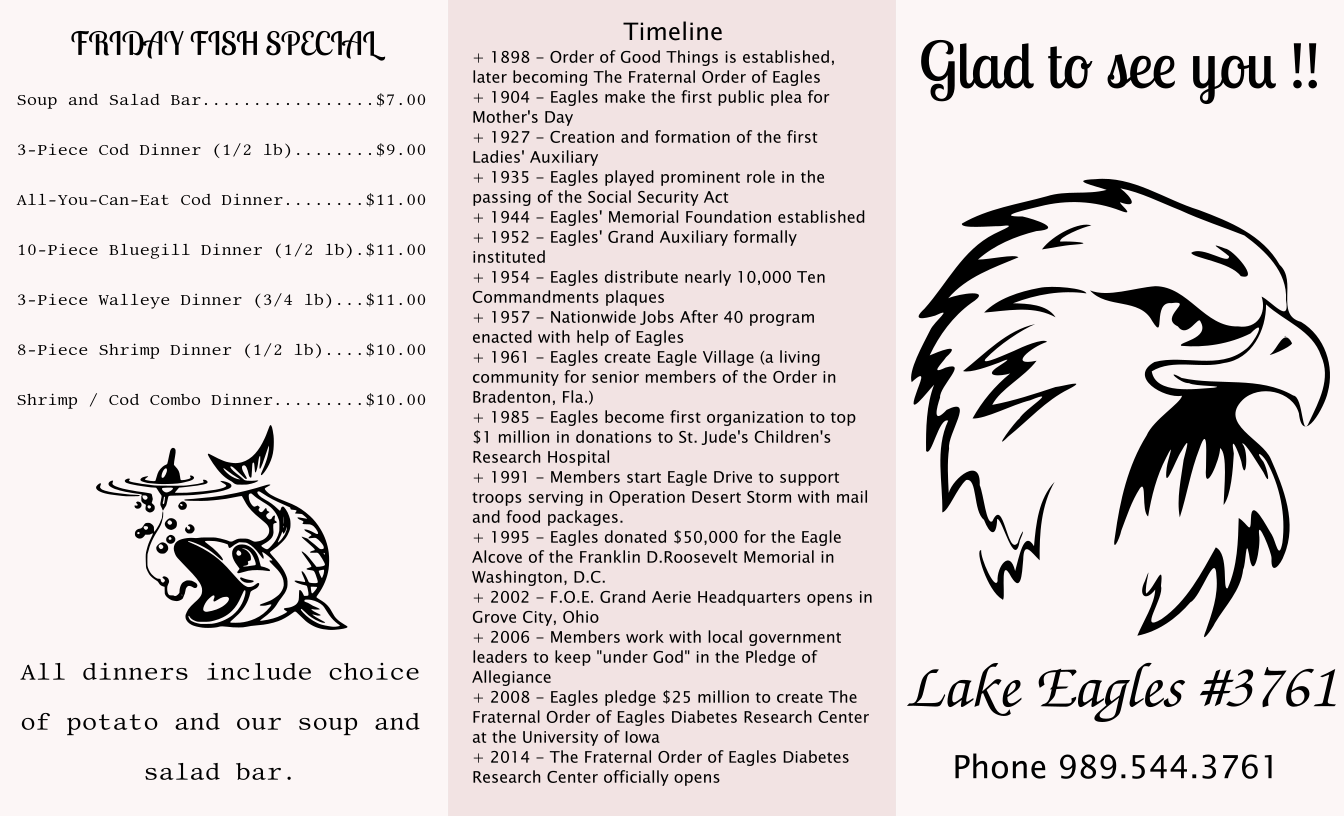 FRIDAY FISH SPECIAL
Soup and Salad Bar.................$7.00
3-Piece Cod Dinner (1/2 lb)........$9.00
All-You-Can-Eat Cod Dinner........$11.00
10-Piece Bluegill Dinner (1/2 lb).$11.00
3-Piece Walleye Dinner (3/4 lb)...$11.00
8-Piece Shrimp Dinner (1/2 lb)....$10.00
Shrimp / Cod Combo Dinner.........$10.00
All dinners include choice
of potato and our soup and
salad bar.
Timeline
+ 1898 – Order of Good Things is established,
later becoming The Fraternal Order of Eagles
+ 1904 – Eagles make the first public plea for
Mother's Day
+ 1927 – Creation and formation of the first
Ladies' Auxiliary
+ 1935 – Eagles played prominent role in the
passing of the Social Security Act
+ 1944 – Eagles' Memorial Foundation established
+ 1952 – Eagles' Grand Auxiliary formally
instituted
+ 1954 – Eagles distribute nearly 10,000 Ten
Commandments plaques
+ 1957 – Nationwide Jobs After 40 program
enacted with help of Eagles
+ 1961 – Eagles create Eagle Village (a living
community for senior members of the Order in
Bradenton, Fla.)
+ 1985 – Eagles become first organization to top
$1 million in donations to St. Jude's Children's
Research Hospital
+ 1991 – Members start Eagle Drive to support
troops serving in Operation Desert Storm with mail
and food packages.
+ 1995 – Eagles donated $50,000 for the Eagle
Alcove of the Franklin D.Roosevelt Memorial in
Washington, D.C.
+ 2002 – F.O.E. Grand Aerie Headquarters opens in
Grove City, Ohio
+ 2006 – Members work with local government
leaders to keep "under God" in the Pledge of
Allegiance
+ 2008 – Eagles pledge $25 million to create The
Fraternal Order of Eagles Diabetes Research Center
at the University of Iowa
+ 2014 – The Fraternal Order of Eagles Diabetes
Research Center officially opens
Glad to see you !!
Lake Eagles #3761
Phone 989.544.3761